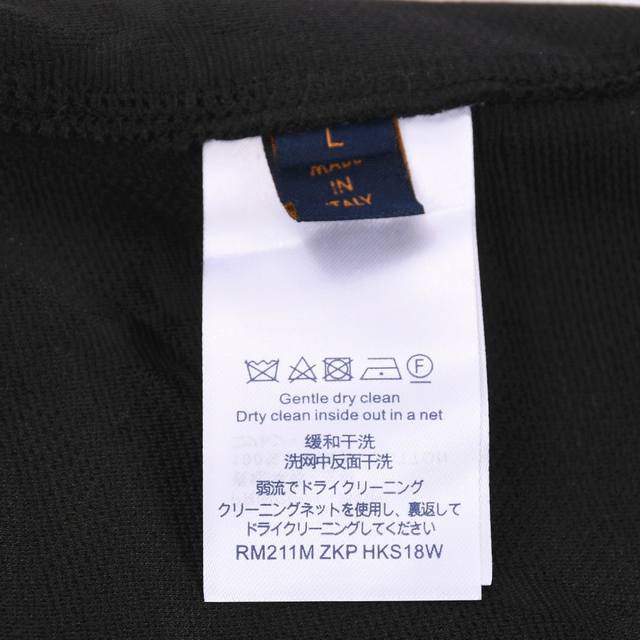 L
MADE
IN
ITALY
Gentle dry clean
Drty clean inside out in a net
缓和干洗
洗网中反面干洗
弱流でドライクリーニング
クリーニングネットを使用し、裏返して
ドライクリーニングしてください
RM211M ZKP HKS18W